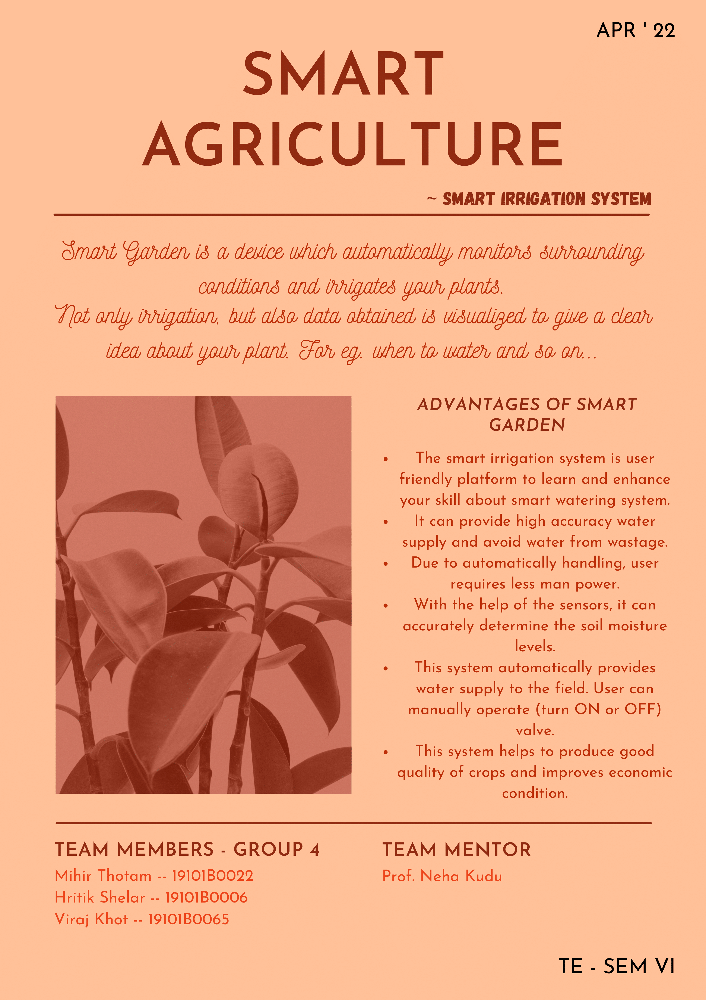 APR ' 22
SMART
AGRICULTURE
~ SMART IRRIGATION SYSTEM
Smart Garden is a device which automatically monitors surrounding
conditions and irrigates your plants.
Not only irrigation, but also data obtained is visualized to give a clear
idea about your plant. For eg. when to water and so on...
ADVANTAGES OF SMART
GARDEN
• The smart irrigation system is user
friendly platform to learn and enhance
your skill about smart watering system.
• It can provide high accuracy water
supply and avoid water from wastage.
• Due to automatically handling, user
requires less man power.
• With the help of the sensors, it can
accurately determine the soil moisture
levels.
• This system automatically provides
water supply to the field. User can
manually operate (turn ON or OFF)
valve.
• This system helps to produce good
quality of crops and improves economic
condition.
TEAM MEMBERS - GROUP 4
Mihir Thotam -- 19101B0022
Hritik Shelar -- 19101B0006
Viraj Khot -- 19101B0065
TEAM MENTOR
Prof. Neha Kudu
TE - SEM VI